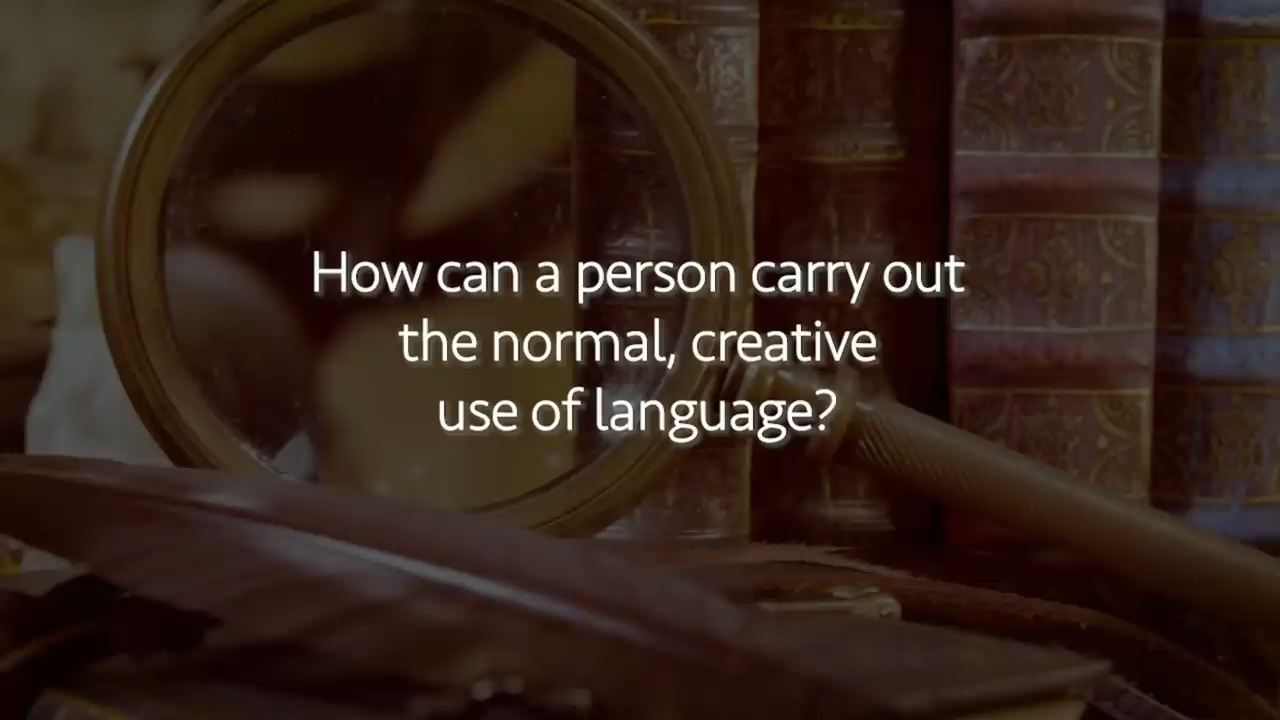 How can a person carry out
the normal, creative
use of language?